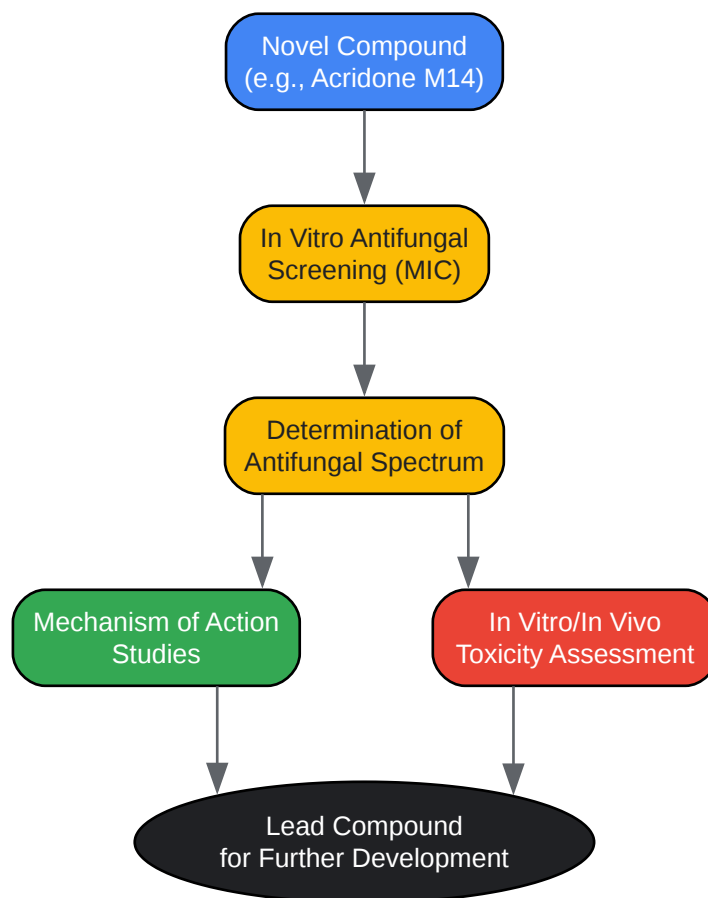 Novel Compound
(e.g., Acridone M14)
In Vitro Antifungal
Screening (MIC)
Determination of
Antifungal Spectrum
Mechanism of Action
Studies
In Vitro/In Vivo
Toxicity Assessment
Lead Compound
for Further Development